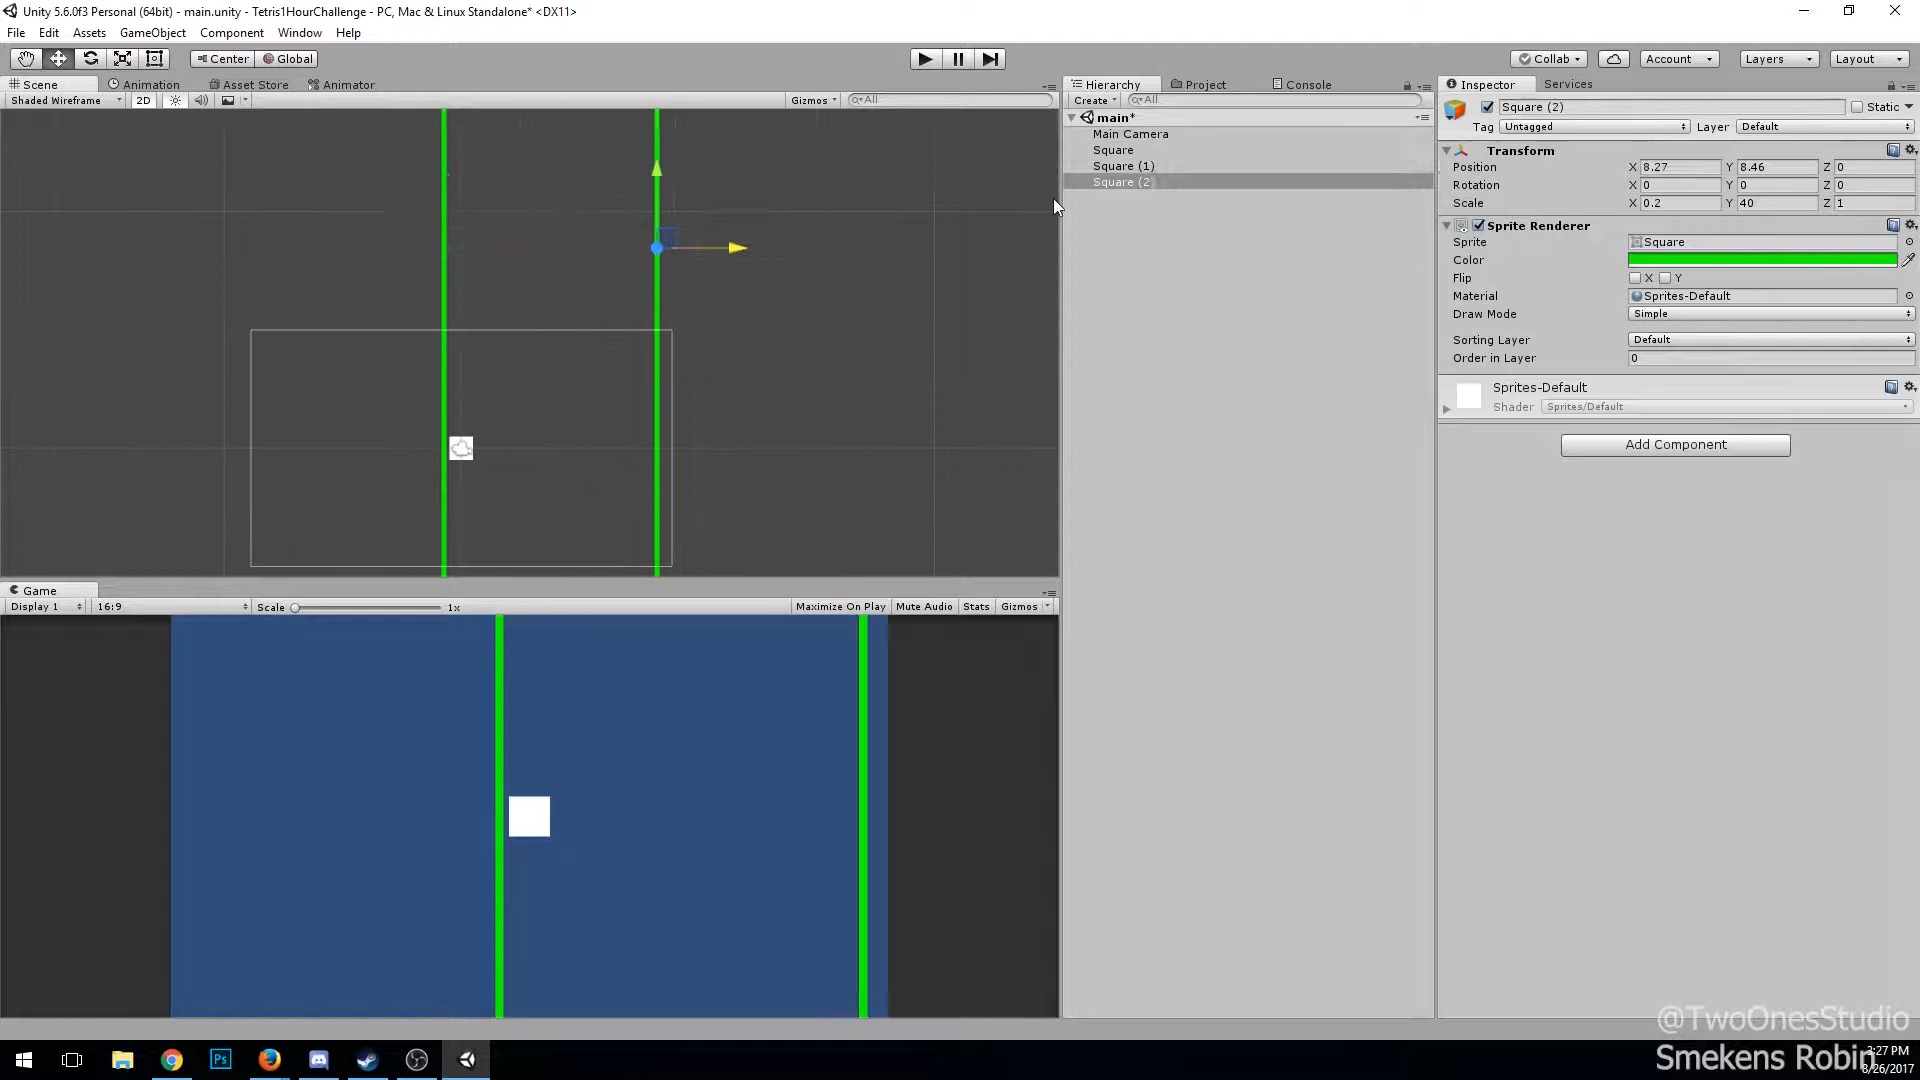 Unity 5.6.0f3 Personal (64bit) - main.unity - Tetris1HourChallenge - PC, Mac & Linux Standalone* <DX11>
File Edit Assets GameObject Component Window Help
Center Global Collab Account Layers Layout
Scene Animation Asset Store Animator Hierarchy Project Console Inspector Services
Shaded Wireframe 2D Gizmos All Create All Square (2) Static
main*
Tag Untagged Layer Default
Main Camera
Square
Square (1)
Square (2)
Transform
Position X 8.27 Y 8.46 Z 0
Rotation X 0 Y 0 Z 0
Scale X 0.2 Y 40 Z 1
Sprite Renderer
Sprite Square
Color
Flip X Y
Material Sprites-Default
Draw Mode Simple
Sorting Layer Default
Order in Layer 0
Sprites-Default
Shader Sprites/Default
Add Component
Game
Display 1 16:9 Scale 1x Maximize On Play Mute Audio Stats Gizmos
@TwoOnesStudio
Smekens Robin
3:27 PM
8/26/2017
Ps